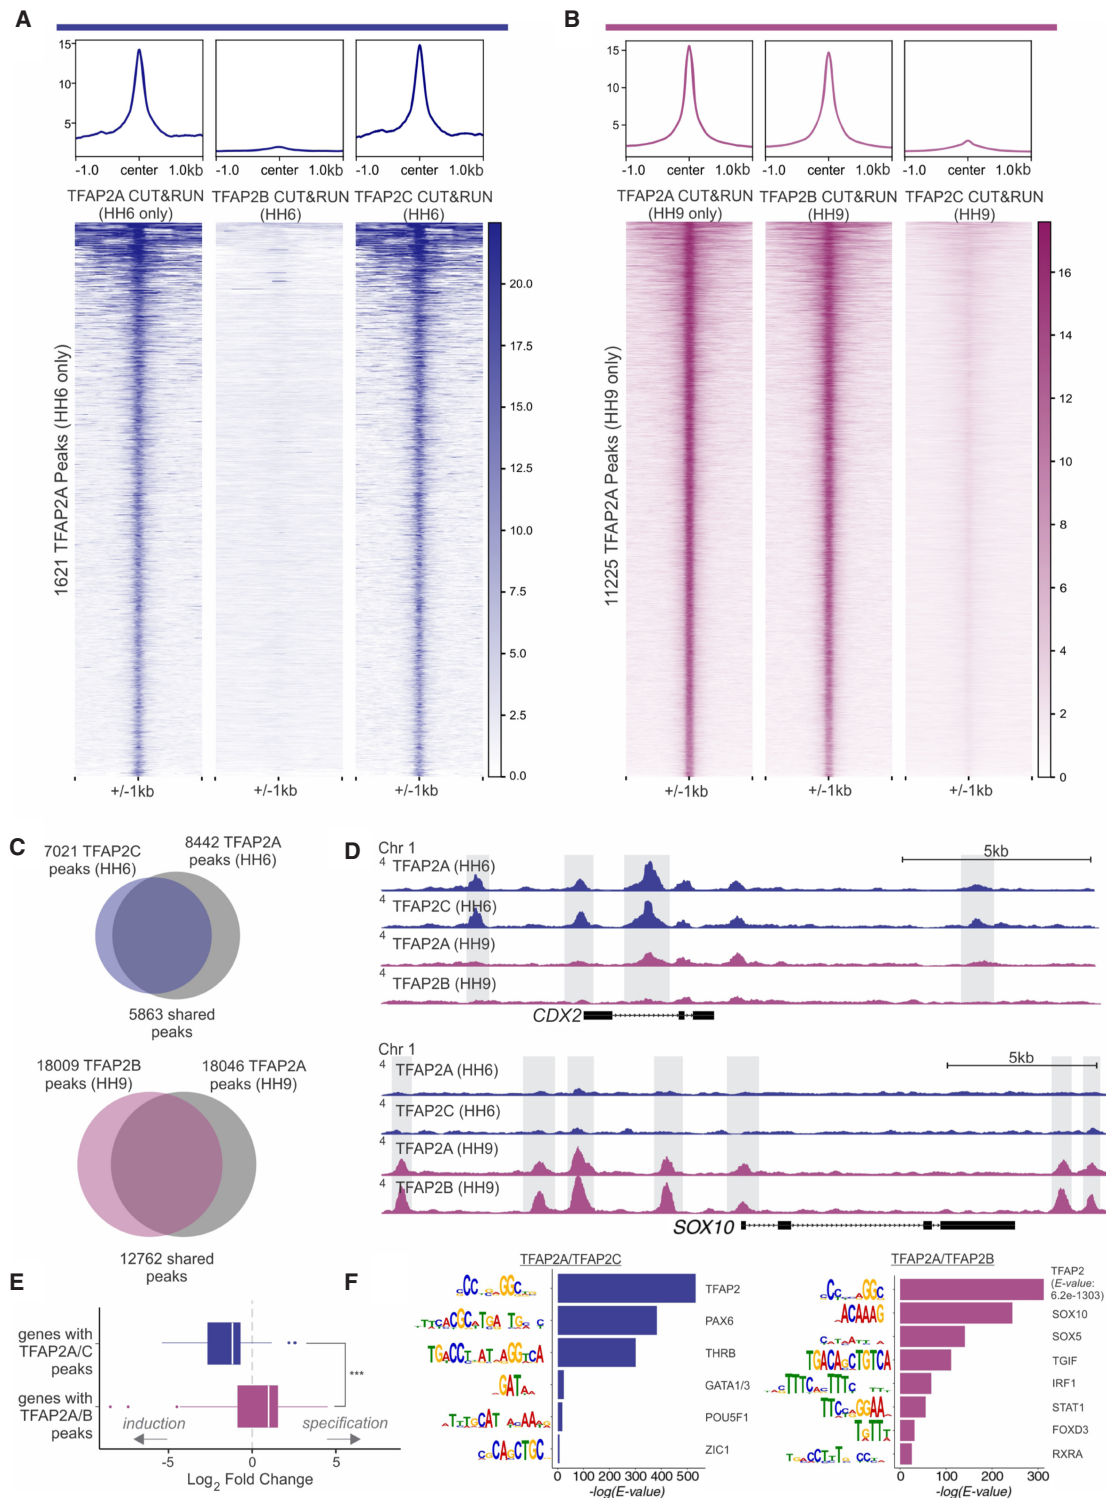 A
B
15
10
5
-1.0 center 1.0kb
-1.0 center 1.0kb
-1.0 center 1.0kb
TFAP2A CUT&RUN
(HH6 only)
TFAP2B CUT&RUN
(HH6)
TFAP2C CUT&RUN
(HH6)
1621 TFAP2A Peaks (HH6 only)
20.0
17.5
15.0
12.5
10.0
7.5
5.0
2.5
0.0
+/-1kb
+/-1kb
+/-1kb
15
10
5
-1.0 center 1.0kb
-1.0 center 1.0kb
-1.0 center 1.0kb
TFAP2A CUT&RUN
(HH9 only)
TFAP2B CUT&RUN
(HH9)
TFAP2C CUT&RUN
(HH9)
11225 TFAP2A Peaks (HH9 only)
16
14
12
10
8
6
4
2
0
+/-1kb
+/-1kb
+/-1kb
C
7021 TFAP2C
peaks (HH6)
8442 TFAP2A
peaks (HH6)
5863 shared
peaks
18009 TFAP2B
peaks (HH9)
18046 TFAP2A
peaks (HH9)
12762 shared
peaks
D
Chr 1
4 TFAP2A (HH6)
5kb
4 TFAP2C (HH6)
4 TFAP2A (HH9)
4 TFAP2B (HH9)
CDX2
Chr 1
4 TFAP2A (HH6)
5kb
4 TFAP2C (HH6)
4 TFAP2A (HH9)
4 TFAP2B (HH9)
SOX10
E
genes with
TFAP2A/C
peaks
genes with
TFAP2A/B
peaks
***
induction
specification
-5 0 5
Log2 Fold Change
F
TFAP2A/TFAP2C
TFAP2
PAX6
THRB
GATA1/3
POU5F1
ZIC1
0 100 200 300 400 500
-log(E-value)
TFAP2A/TFAP2B
TFAP2
(E-value:
6.2e-1303)
ACAAAG
SOX10
SOX5
TGACAGCTGTCA
TGIF
IRF1
STAT1
FOXD3
RXRA
0 100 200 300
-log(E-value)